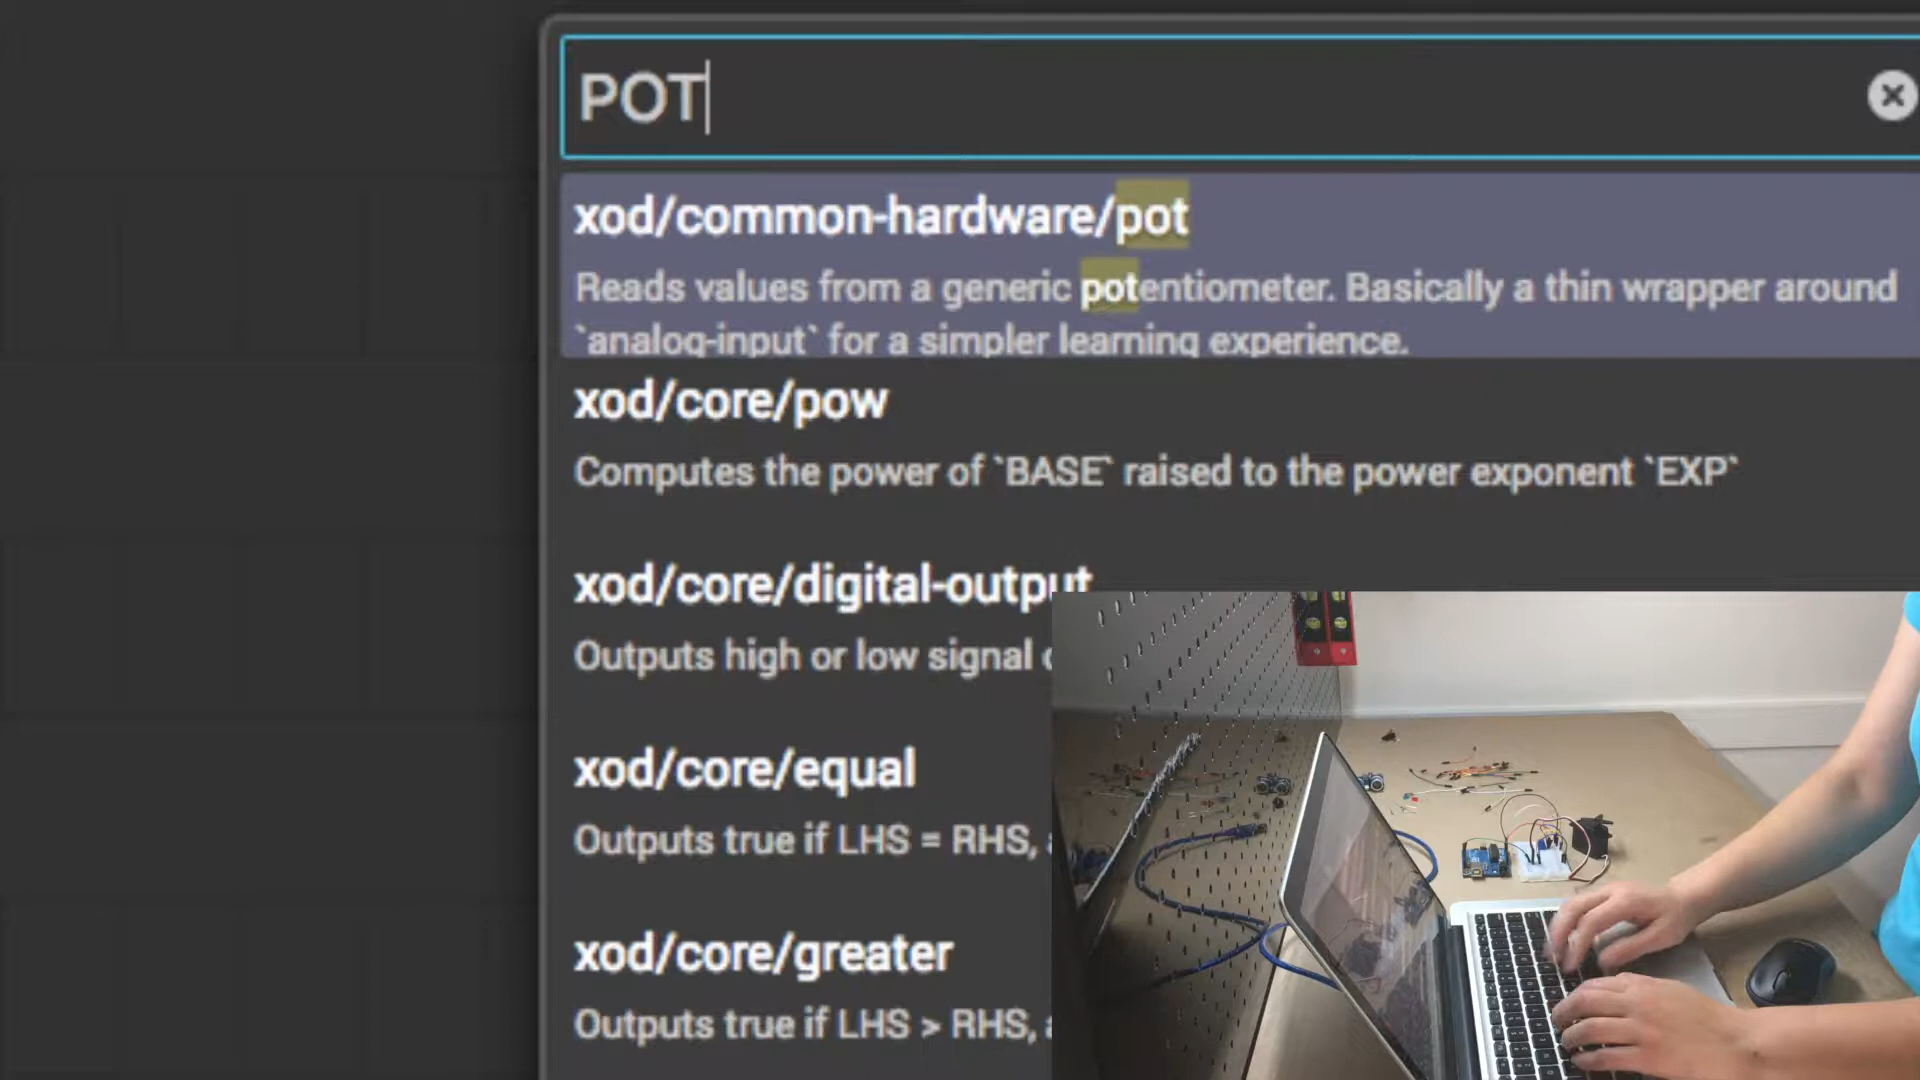 POT
xod/common-hardware/pot
Reads values from a generic potentiometer. Basically a thin wrapper around
`analog-input` for a simpler learning experience.
xod/core/pow
Computes the power of `BASE` raised to the power exponent `EXP`
xod/core/digital-output
Outputs high or low signal
xod/core/equal
Outputs true if LHS = RHS,
xod/core/greater
Outputs true if LHS > RHS,